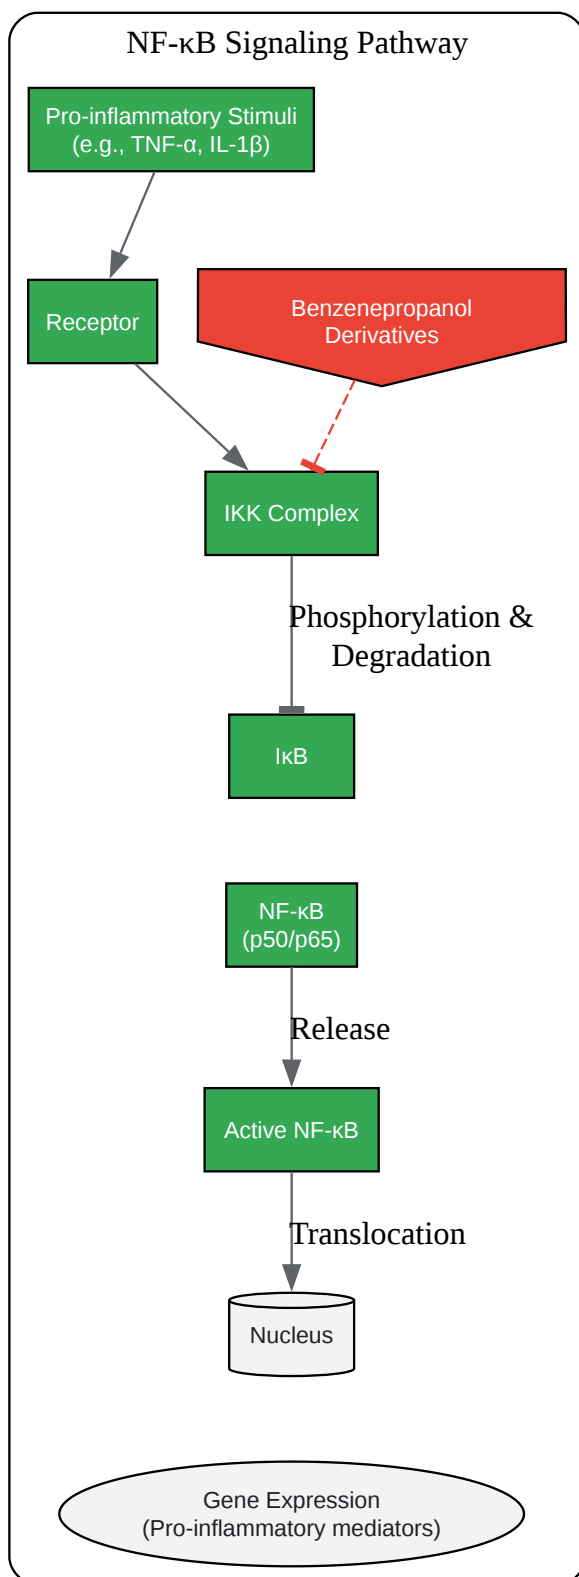 NF-κB Signaling Pathway
Pro-inflammatory Stimuli
(e.g., TNF-α, IL-1β)
Receptor
Benzenepropanol
Derivatives
IKK Complex
Phosphorylation &
Degradation
IκB
NF-κB
(p50/p65)
Release
Active NF-κB
Translocation
Nucleus
Gene Expression
(Pro-inflammatory mediators)